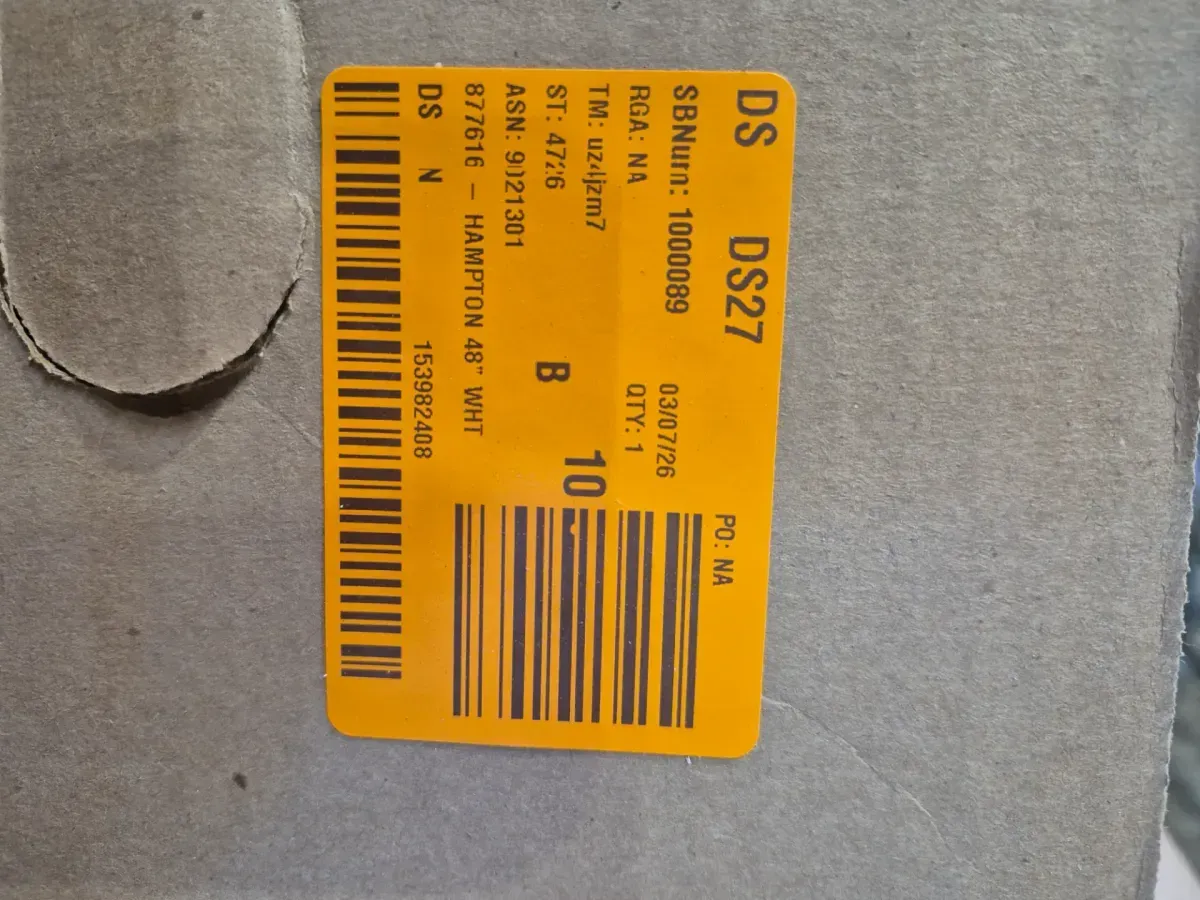 DS DS27
PO: NA
SBNum: 1000089 03/07/26
RGA: NA QTY: 1
TM: uz4jzm7 10
ST: 4726 B
ASN: 9021301
877616 – HAMPTON 48" WHT
DS N 153982408